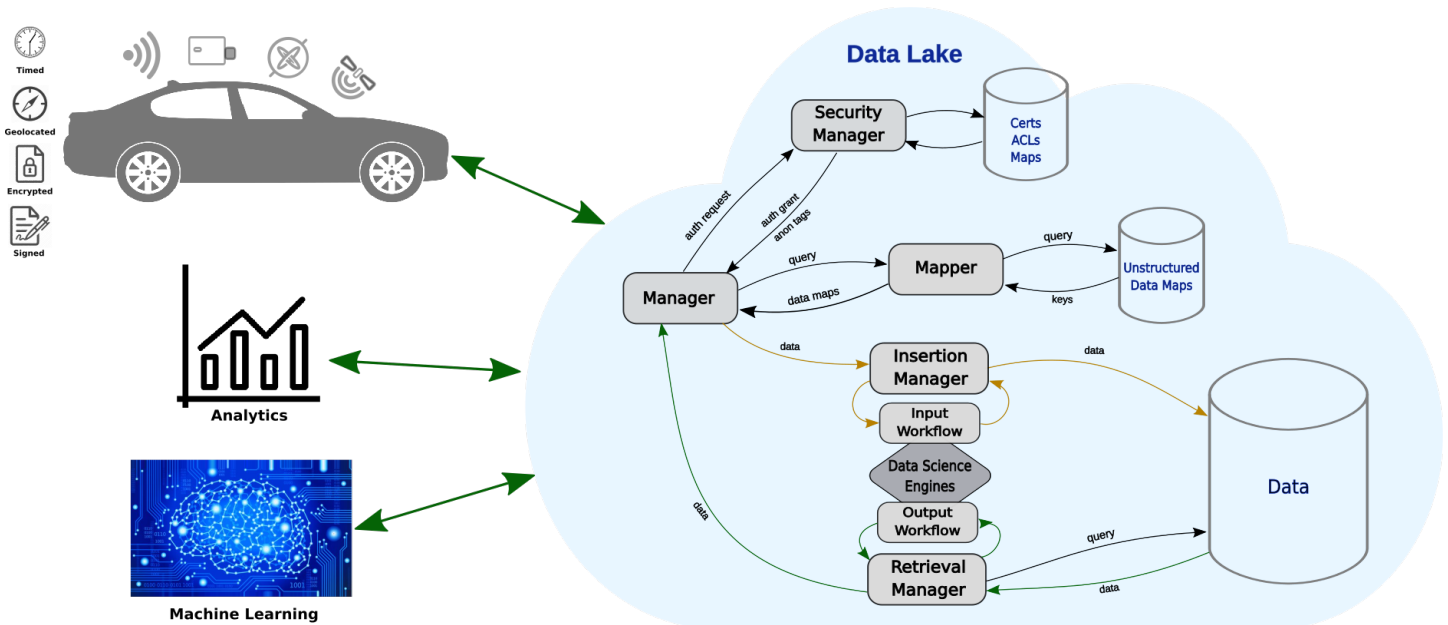 Timed
Geolocated
Encrypted
Signed
Analytics
Machine Learning
0110
1001
Data Lake
Security
Manager
Certs
ACLs
Maps
auth request
auth grant
anon tags
Manager
query
data maps
Mapper
query
keys
Unstructured
Data Maps
data
Insertion
Manager
data
Input
Workflow
Data Science
Engines
Output
Workflow
Retrieval
Manager
data
query
data
Data